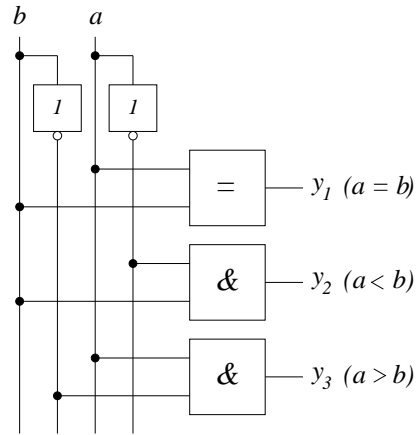 b a
1 1
= y1 (a = b)
& y2 (a < b)
& y3 (a > b)